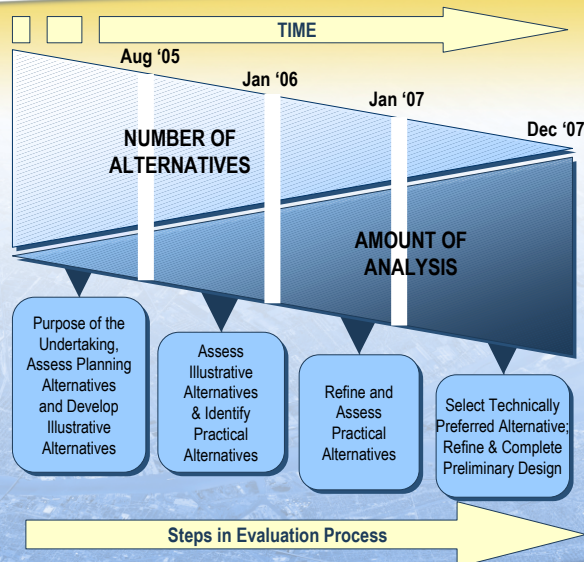 TIME
Aug ‘05
Jan ‘06
Jan ‘07
Dec ‘07
NUMBER OF
ALTERNATIVES
AMOUNT OF
ANALYSIS
Purpose of the
Undertaking,
Assess Planning
Alternatives
and Develop
Illustrative
Alternatives
Assess
Illustrative
Alternatives
& Identify
Practical
Alternatives
Refine and
Assess
Practical
Alternatives
Select Technically
Preferred Alternative;
Refine & Complete
Preliminary Design
Steps in Evaluation Process